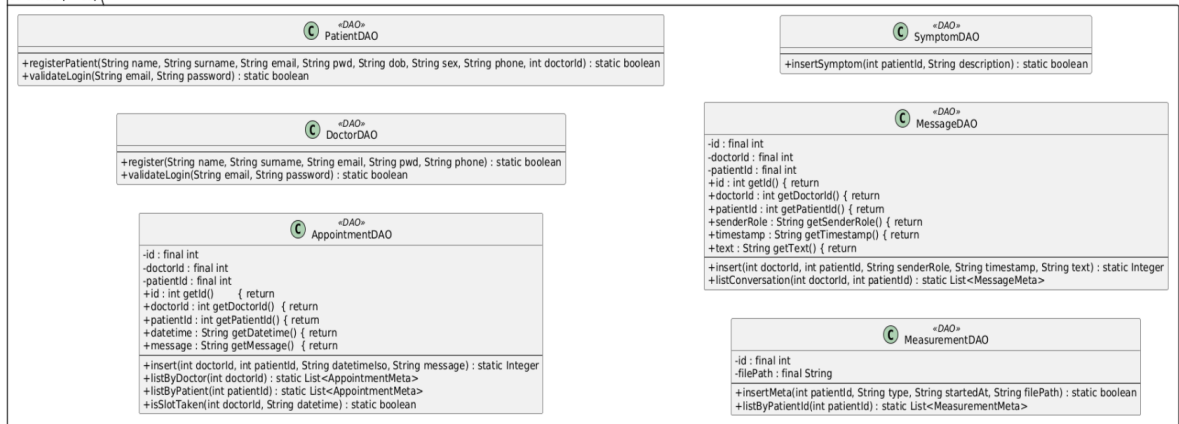 C
«DAO»
PatientDAO
+registerPatient(String name, String surname, String email, String pwd, String dob, String sex, String phone, int doctorId) : static boolean
+validateLogin(String email, String password) : static boolean
C
«DAO»
DoctorDAO
+register(String name, String surname, String email, String pwd, String phone) : static boolean
+validateLogin(String email, String password) : static boolean
C
«DAO»
AppointmentDAO
-id : final int
-doctorId : final int
-patientId : final int
+id : int getId() { return
+doctorId : int getDoctorId() { return
+patientId : int getPatientId() { return
+datetime : String getDatetime() { return
+message : String getMessage() { return
+insert(int doctorId, int patientId, String datetimeIso, String message) : static Integer
+listByDoctor(int doctorId) : static List<AppointmentMeta>
+listByPatient(int patientId) : static List<AppointmentMeta>
+isSlotTaken(int doctorId, String datetime) : static boolean
C
«DAO»
SymptomDAO
+insertSymptom(int patientId, String description) : static boolean
C
«DAO»
MessageDAO
-id : final int
-doctorId : final int
-patientId : final int
+id : int getId() { return
+doctorId : int getDoctorId() { return
+patientId : int getPatientId() { return
+senderRole : String getSenderRole() { return
+timestamp : String getTimestamp() { return
+text : String getText() { return
+insert(int doctorId, int patientId, String senderRole, String timestamp, String text) : static Integer
+listConversation(int doctorId, int patientId) : static List<MessageMeta>
C
«DAO»
MeasurementDAO
-id : final int
-filePath : final String
+insertMeta(int patientId, String type, String startedAt, String filePath) : static boolean
+listByPatientId(int patientId) : static List<MeasurementMeta>